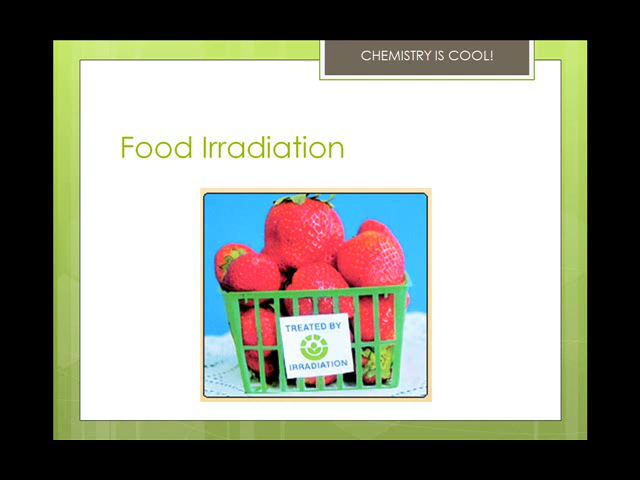 CHEMISTRY IS COOL!
Food Irradiation
TREATED BY
IRRADIATION